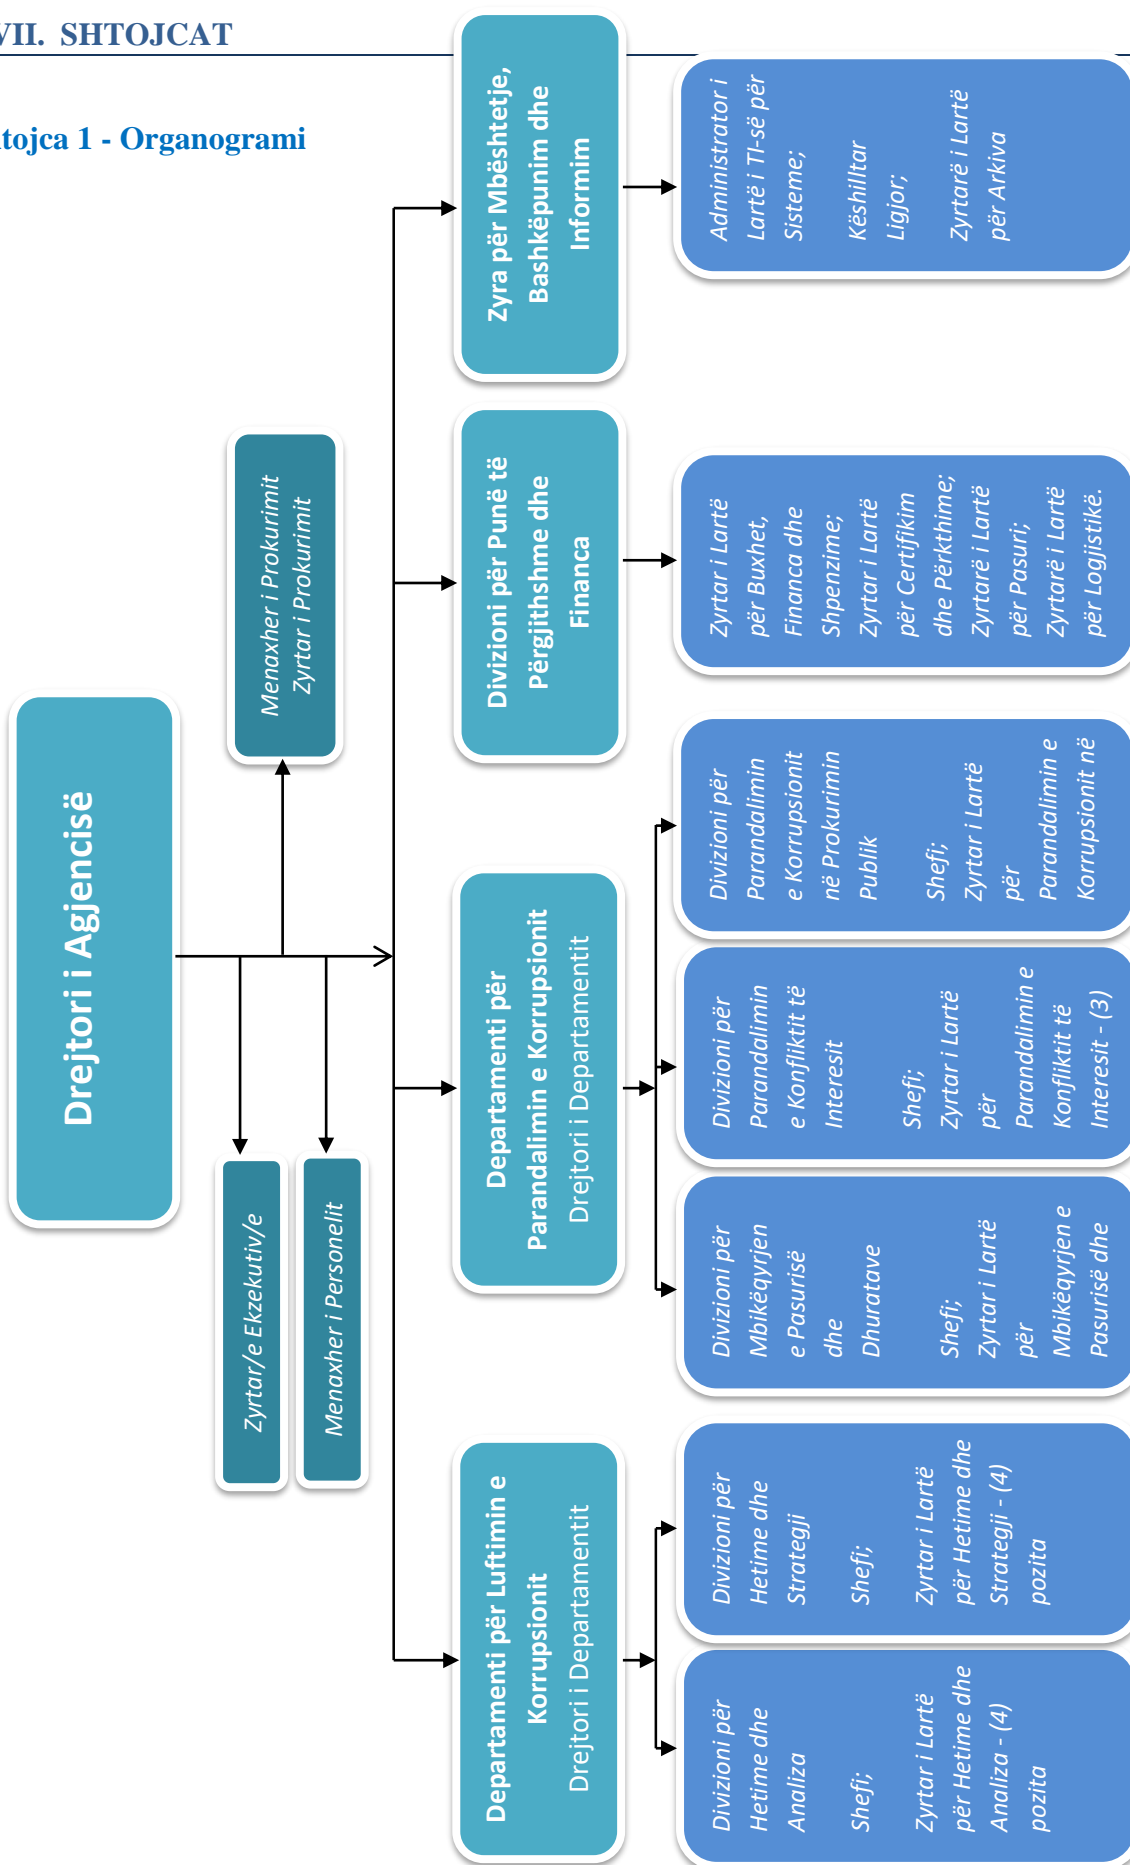 VII. SHTOJCAT
tojca 1 - Organogrami
Drejtori i Agjencisë
Zyrtar/e Ekzekutiv/e
Menaxher i Personelit
Menaxher i Prokurimit
Zyrtar i Prokurimit
Departamenti për Luftimin e
Korrupsionit
Drejtori i Departamentit
Departamenti për
Parandalimin e Korrupsionit
Drejtori i Departamentit
Divizioni për Punë të
Përgjithshme dhe
Financa
Zyra për Mbështetje,
Bashkëpunim dhe
Informim
Divizioni për
Hetime dhe
Analiza
Shefi;
Zyrtar i Lartë
për Hetime dhe
Analiza - (4)
pozita
Divizioni për
Hetime dhe
Strategji
Shefi;
Zyrtar i Lartë
për Hetime dhe
Strategji - (4)
pozita
Divizioni për
Mbikëqyrjen
e Pasurisë
dhe
Dhuratave
Shefi;
Zyrtar i Lartë
për
Mbikëqyrjen e
Pasurisë dhe
Divizioni për
Parandalimin
e Konfliktit të
Interesit
Shefi;
Zyrtar i Lartë
për
Parandalimin e
Konfliktit të
Interesit - (3)
Divizioni për
Parandalimin
e Korrupsionit
në Prokurimin
Publik
Shefi;
Zyrtar i Lartë
për
Parandalimin e
Korrupsionit në
Zyrtar i Lartë
për Buxhet,
Financa dhe
Shpenzime;
Zyrtar i Lartë
për Certifikim
dhe Përkthime;
Zyrtarë i Lartë
për Pasuri;
Zyrtarë i Lartë
për Logjistikë.
Administrator i
Lartë i TI-së për
Sisteme;
Këshilltar
Ligjor;
Zyrtarë i Lartë
për Arkiva